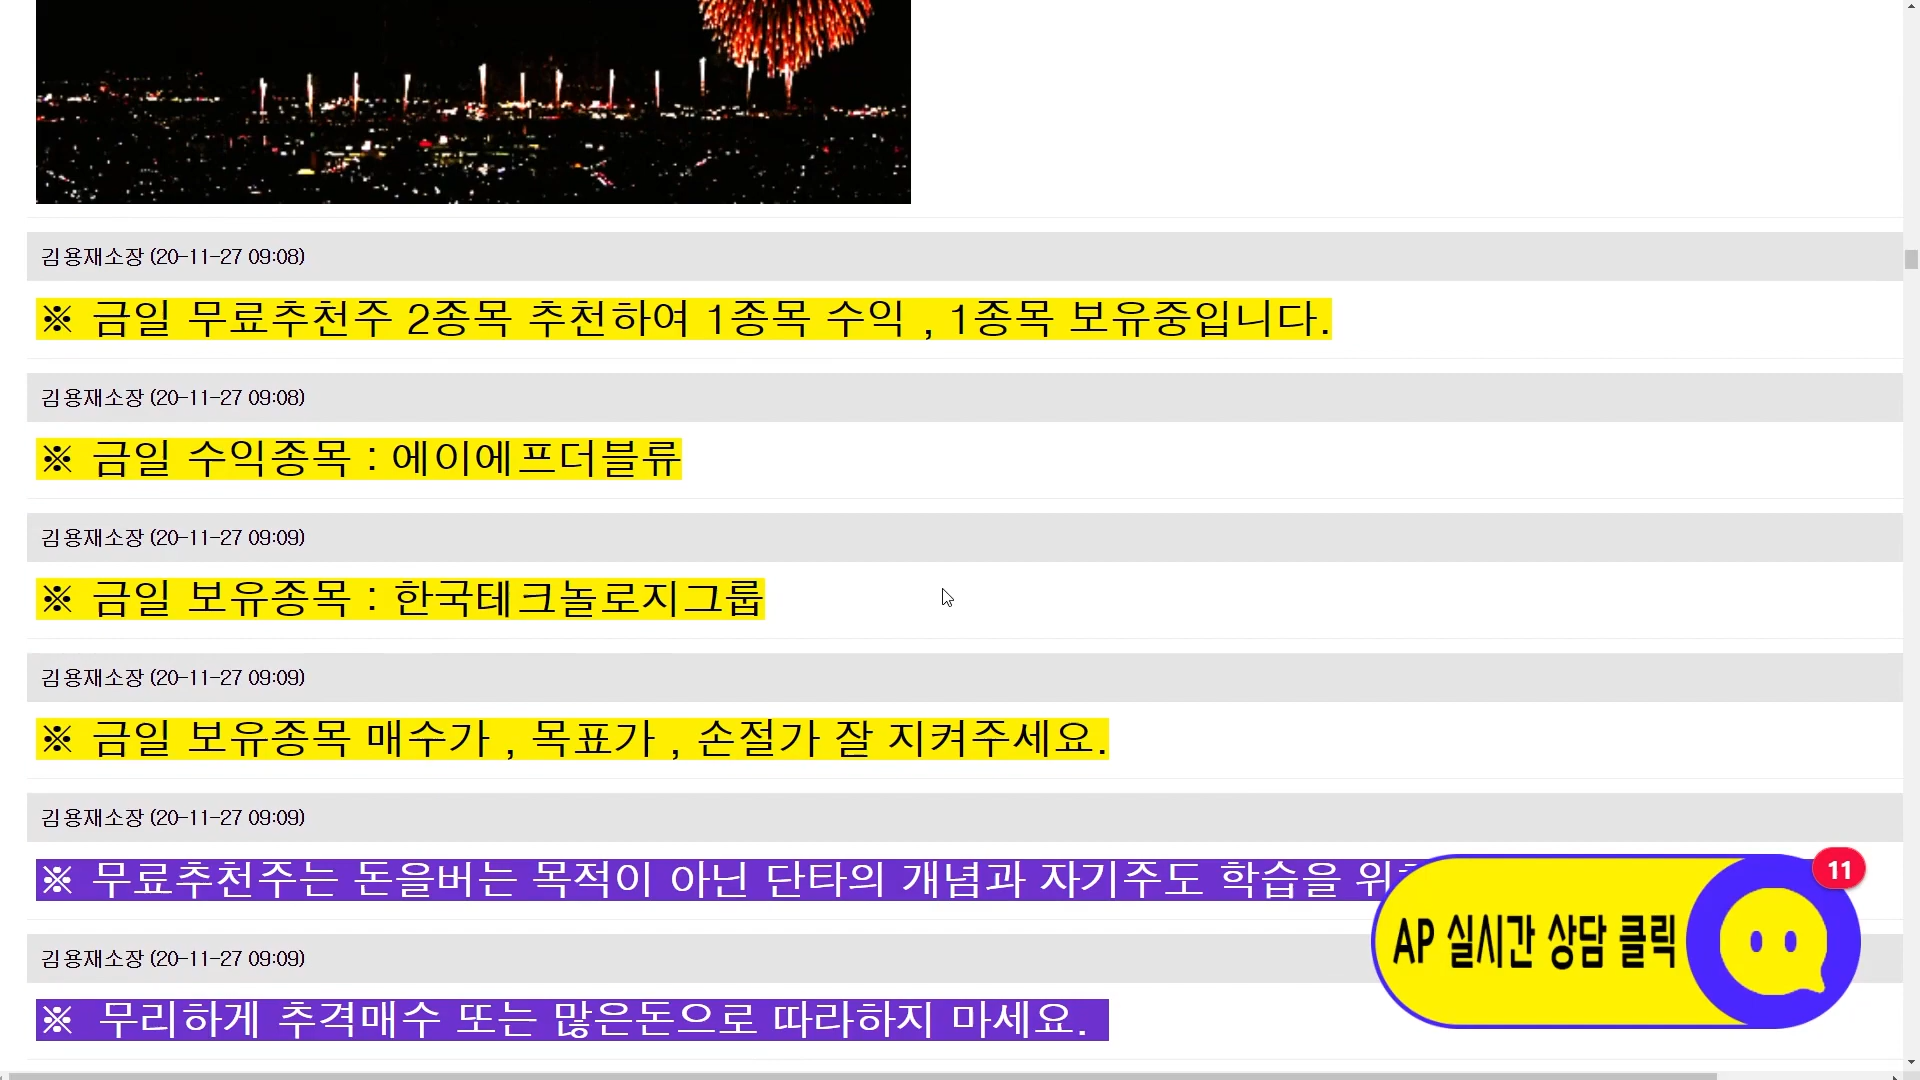 김용재소장 (20-11-27 09:08)
※ 금일 무료추천주 2종목 추천하여 1종목 수익 , 1종목 보유중입니다.
김용재소장 (20-11-27 09:08)
※ 금일 수익종목 : 에이에프더블류
김용재소장 (20-11-27 09:09)
※ 금일 보유종목 : 한국테크놀로지그룹
김용재소장 (20-11-27 09:09)
※ 금일 보유종목 매수가 , 목표가 , 손절가 잘 지켜주세요.
김용재소장 (20-11-27 09:09)
※ 무료추천주는 돈을버는 목적이 아닌 단타의 개념과 자기주도 학습을
11
AP 실시간 상담 클릭
김용재소장 (20-11-27 09:09)
※ 무리하게 추격매수 또는 많은돈으로 따라하지 마세요.